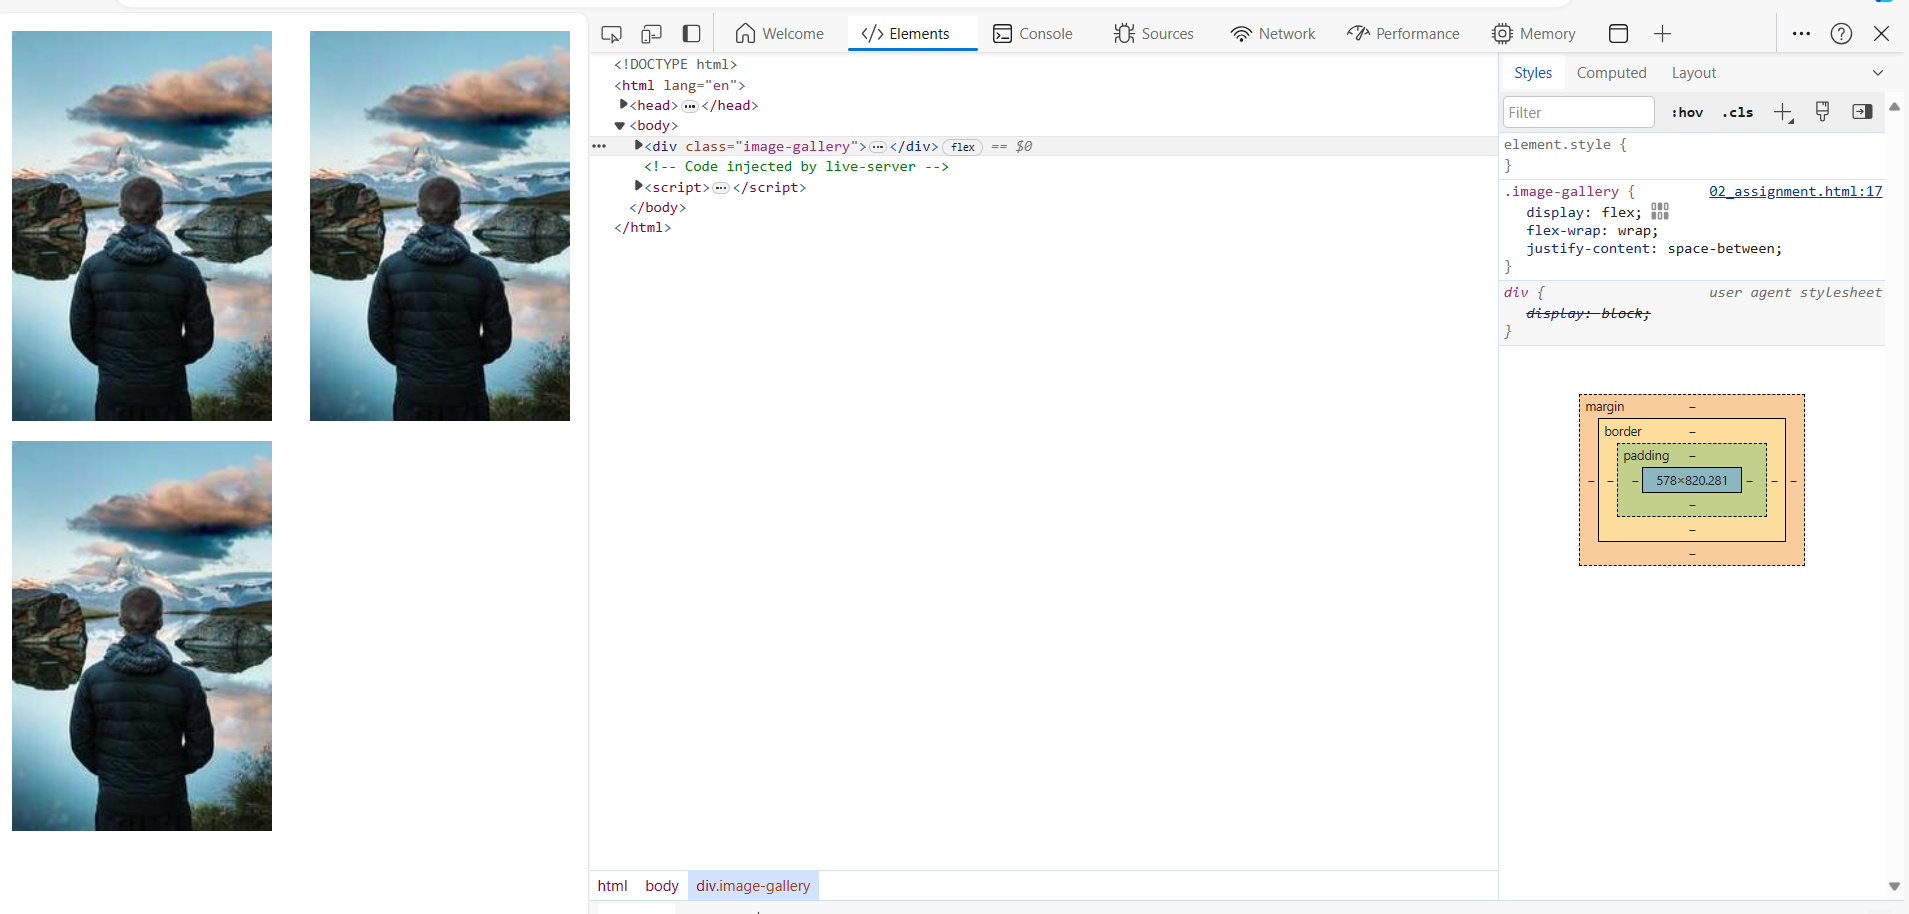 Welcome Elements Console Sources Network Performance Memory
<!DOCTYPE html>
<html lang="en">
<head> ••• </head>
<body>
••• <div class="image-gallery"> ••• </div> flex == $0
<!-- Code injected by live-server -->
<script> ••• </script>
</body>
</html>
html body div.image-gallery
Styles Computed Layout
Filter :hov .cls
element.style {
}
.image-gallery { 02_assignment.html:17
display: flex;
flex-wrap: wrap;
justify-content: space-between;
}
div { user agent stylesheet
display: block;
}
margin –
border –
padding –
– – – 578×820.281 – – –
–
–
–